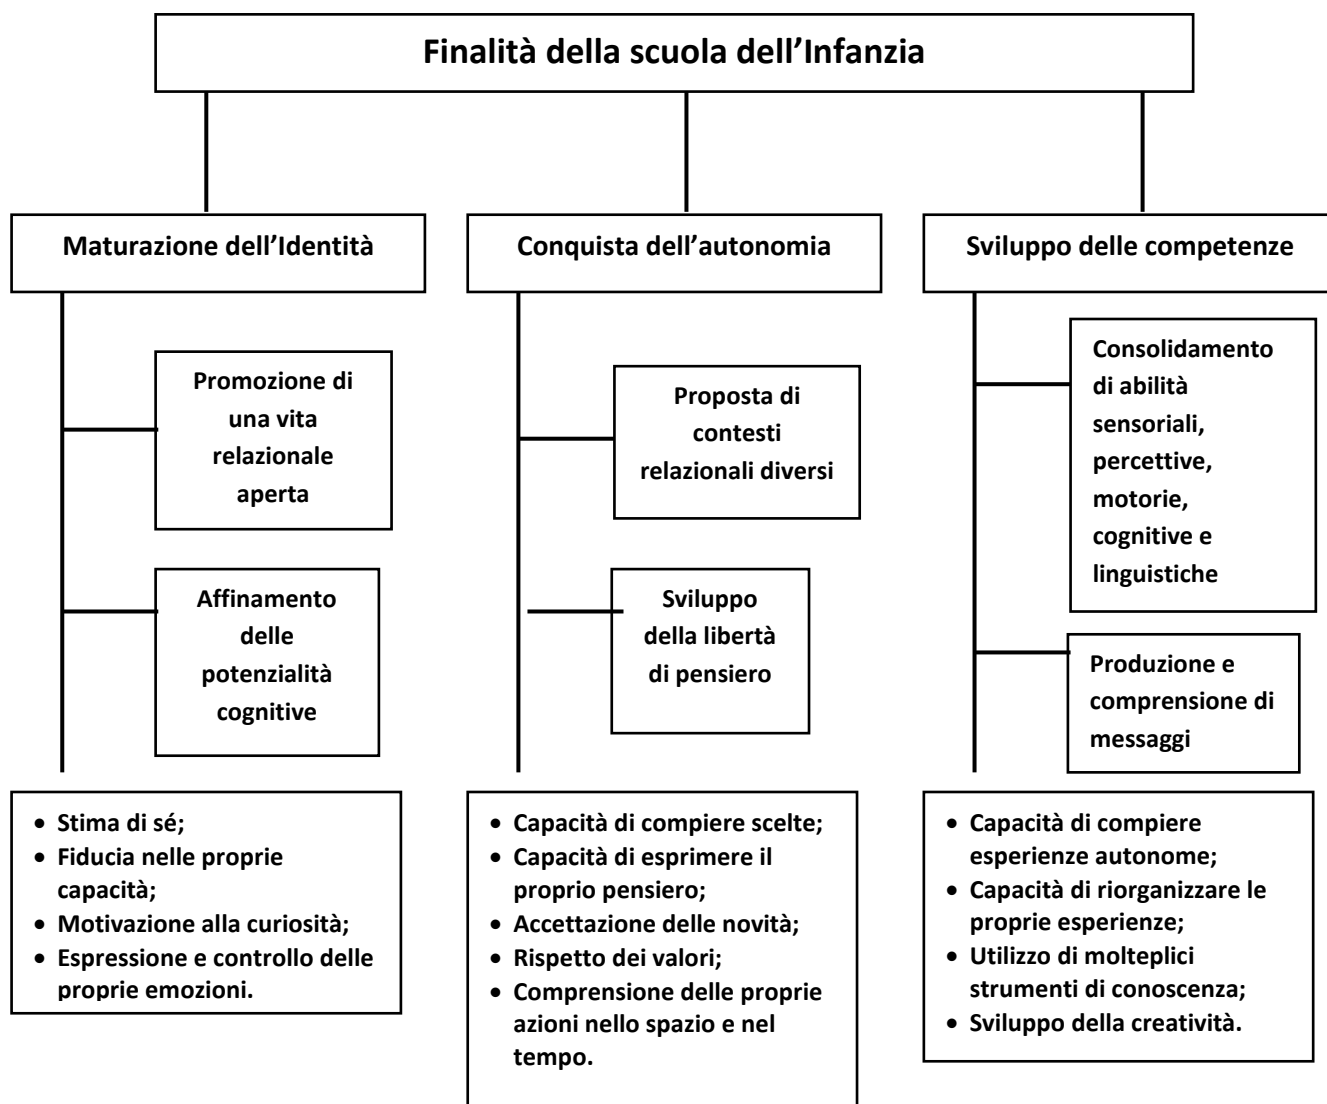 Finalità della scuola dell’Infanzia
Maturazione dell’Identità
Promozione di
una vita
relazionale
aperta
Affinamento
delle
potenzialità
cognitive
• Stima di sé;
• Fiducia nelle proprie
capacità;
• Motivazione alla curiosità;
• Espressione e controllo delle
proprie emozioni.
Conquista dell’autonomia
Proposta di
contesti
relazionali diversi
Sviluppo
della libertà
di pensiero
• Capacità di compiere scelte;
• Capacità di esprimere il
proprio pensiero;
• Accettazione delle novità;
• Rispetto dei valori;
• Comprensione delle proprie
azioni nello spazio e nel
tempo.
Sviluppo delle competenze
Consolidamento
di abilità
sensoriali,
percettive,
motorie,
cognitive e
linguistiche
Produzione e
comprensione di
messaggi
• Capacità di compiere
esperienze autonome;
• Capacità di riorganizzare le
proprie esperienze;
• Utilizzo di molteplici
strumenti di conoscenza;
• Sviluppo della creatività.